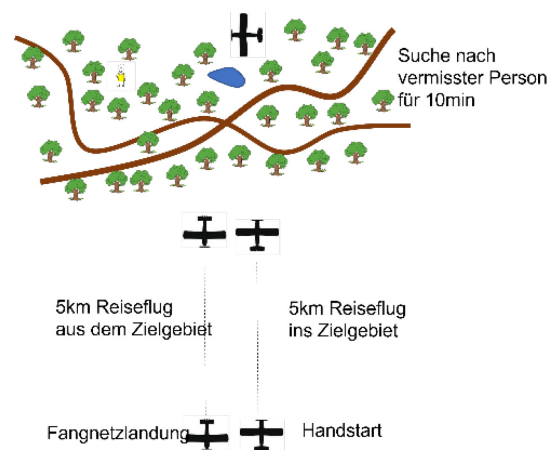 Suche nach
vermisster Person
für 10min
5km Reiseflug
aus dem Zielgebiet
5km Reiseflug
ins Zielgebiet
Fangnetzlandung
Handstart